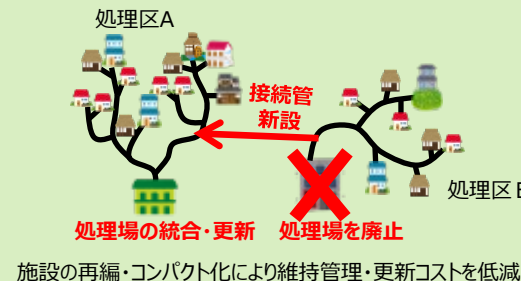 処理区A
接続管
新設
処理区B
処理場の統合・更新 処理場を廃止
施設の再編・コンパクト化により維持管理・更新コストを低減